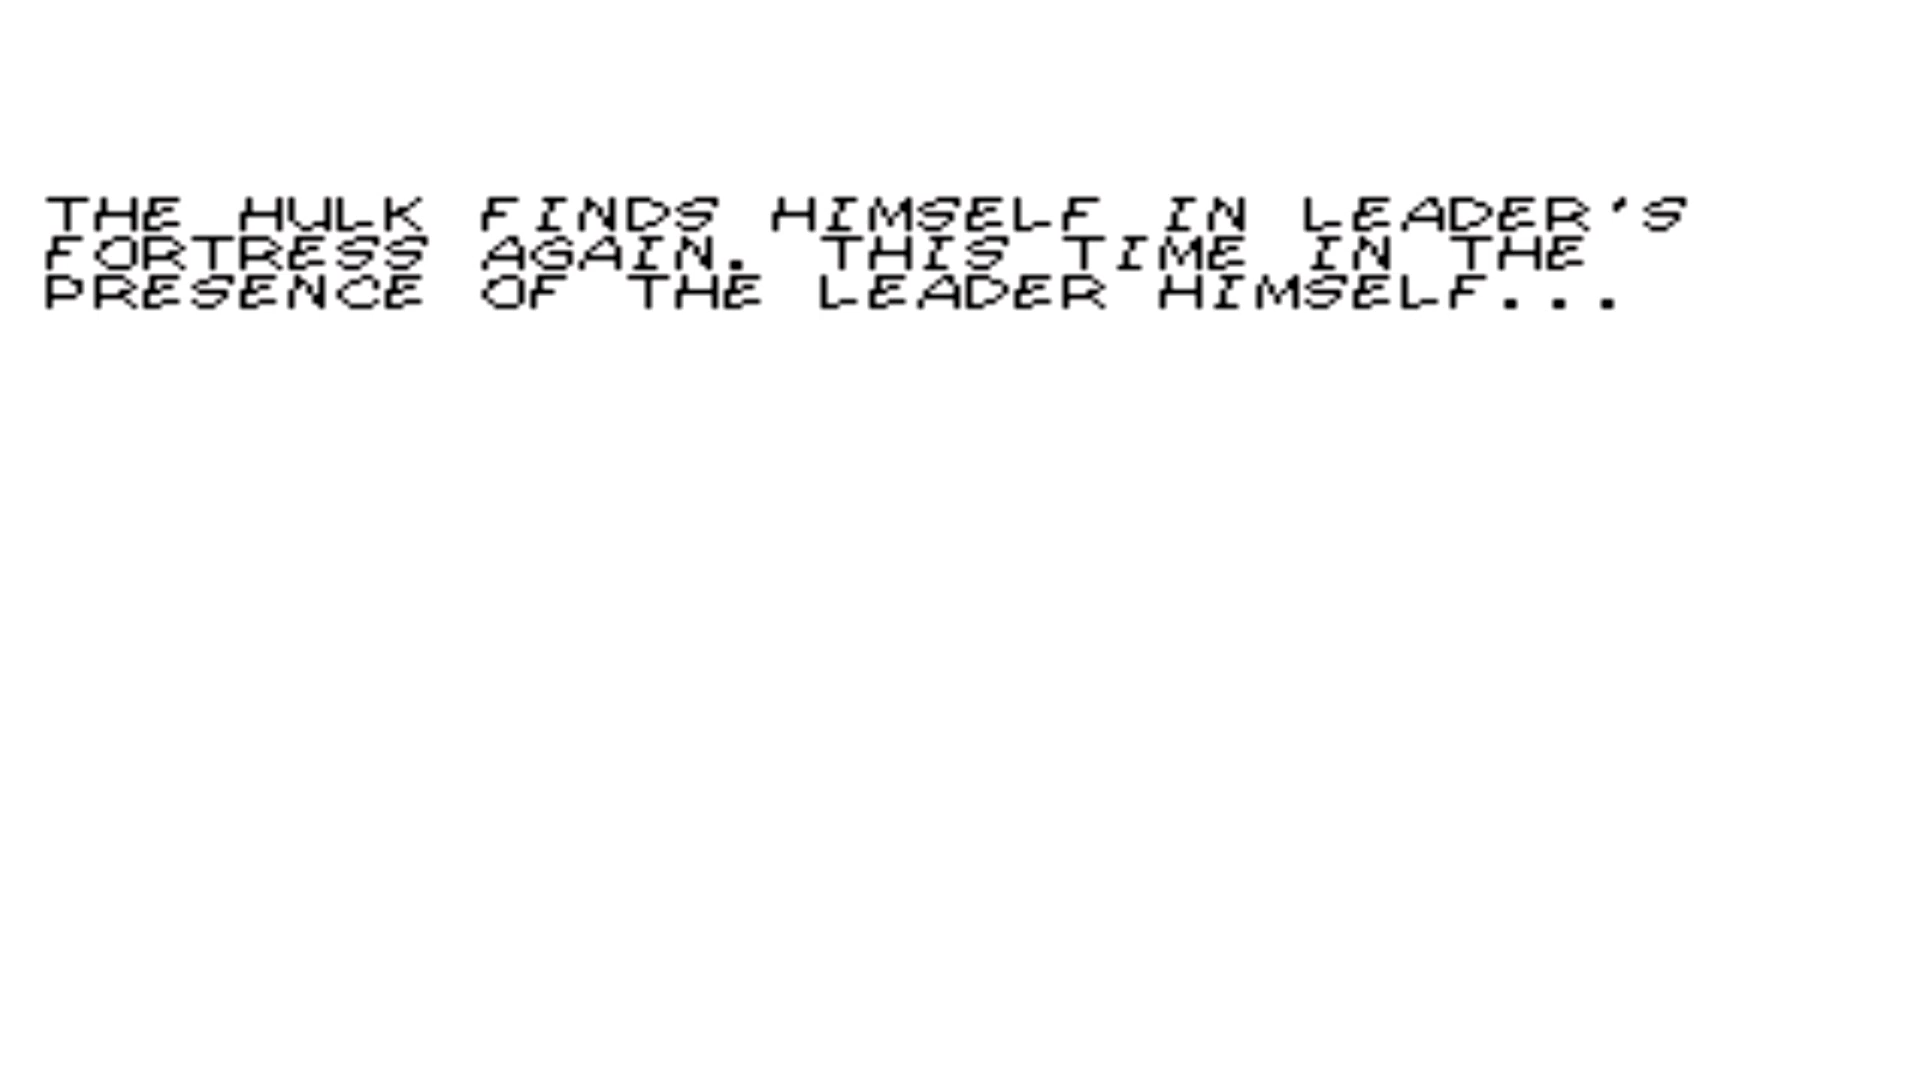 THE HULK FINDS HIMSELF IN LEADER'S
FORTRESS AGAIN. THIS TIME IN THE
PRESENCE OF THE LEADER HIMSELF...